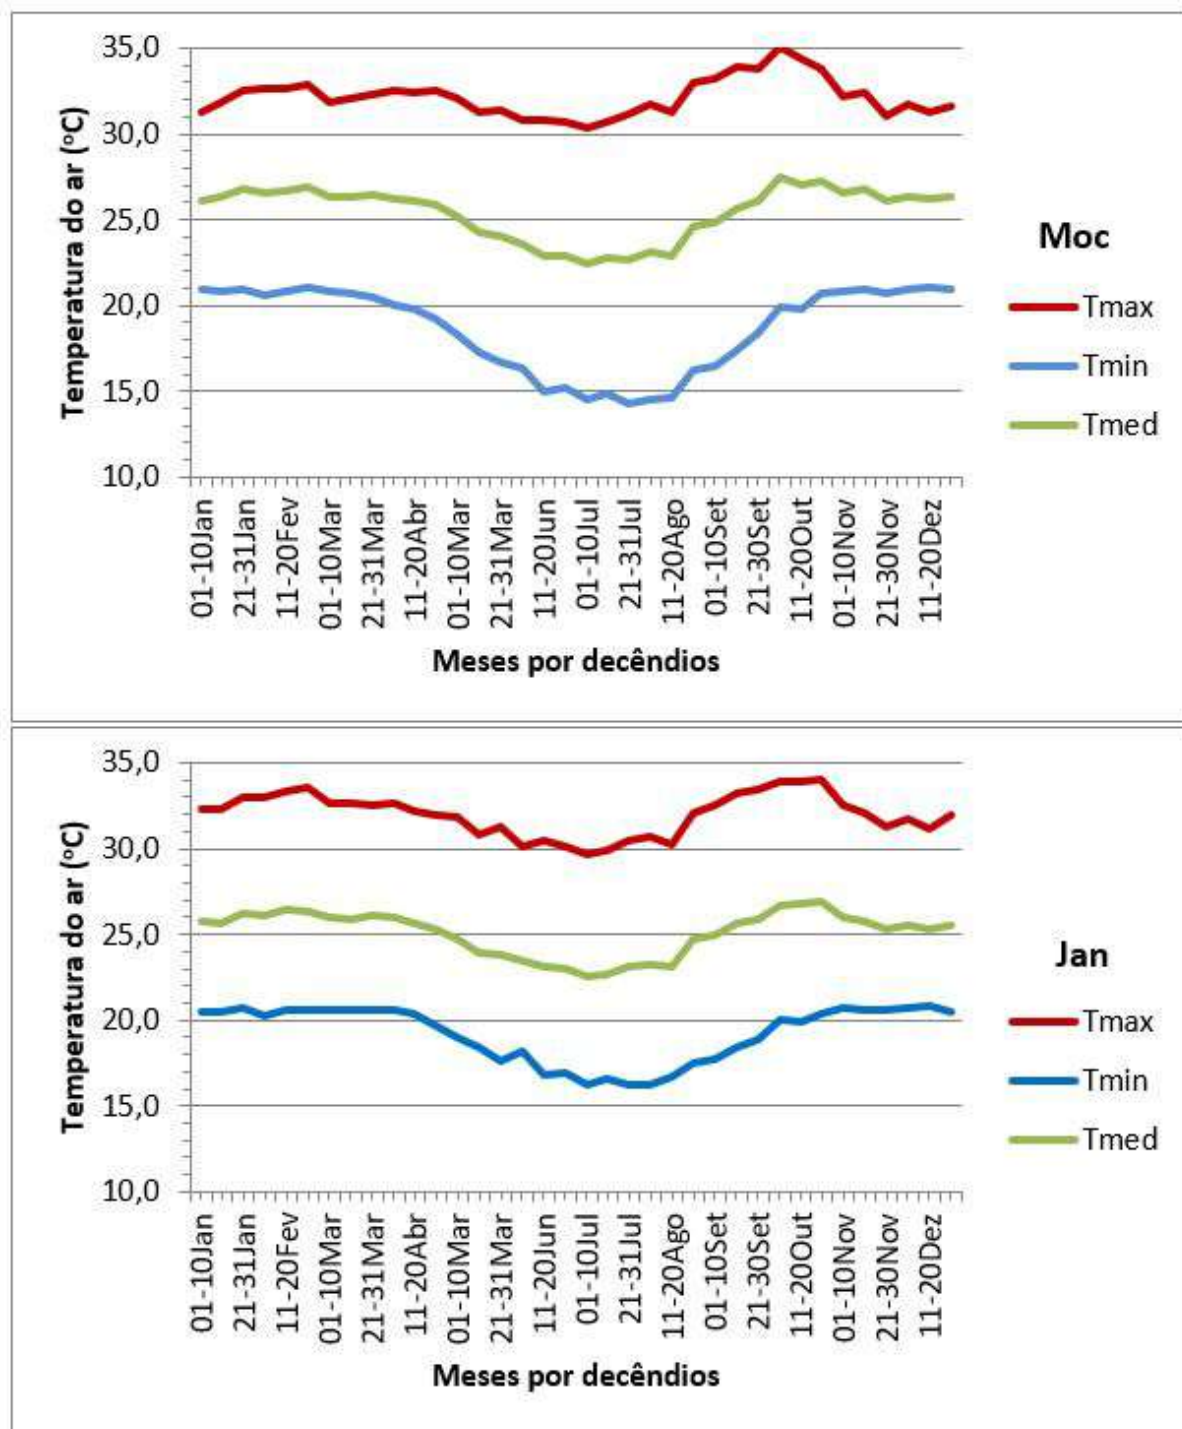 35,0
30,0
25,0
20,0
15,0
10,0
Temperatura do ar (ºC)
Moc
Tmax
Tmin
Tmed
01-10Jan
21-31Jan
11-20Fev
01-10Mar
21-31Mar
11-20Abr
01-10Mar
21-31Mar
11-20Jun
01-10Jul
21-31Jul
11-20Ago
01-10Set
21-30Set
11-20Out
01-10Nov
21-30Nov
11-20Dez
Meses por decêndios
35,0
30,0
25,0
20,0
15,0
10,0
Temperatura do ar (ºC)
Jan
Tmax
Tmin
Tmed
01-10Jan
21-31Jan
11-20Fev
01-10Mar
21-31Mar
11-20Abr
01-10Mar
21-31Mar
11-20Jun
01-10Jul
21-31Jul
11-20Ago
01-10Set
21-30Set
11-20Out
01-10Nov
21-30Nov
11-20Dez
Meses por decêndios